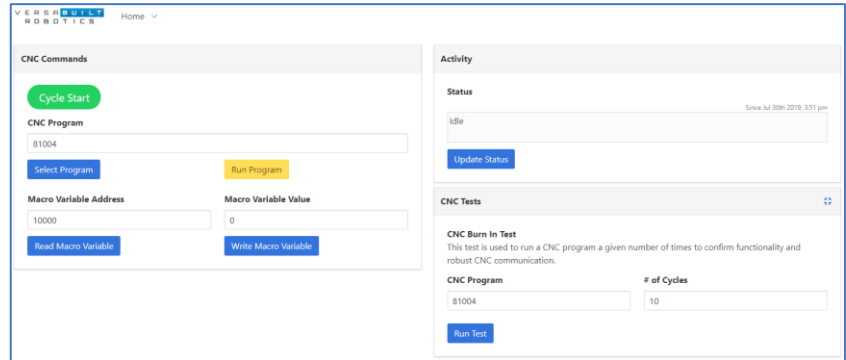 VERSABUILT
ROBOTICS
Home
CNC Commands
Cycle Start
CNC Program
81004
Select Program
Run Program
Macro Variable Address
Macro Variable Value
10000
0
Read Macro Variable
Write Macro Variable
Activity
Status
Since Jul 30th 2019, 3:51 pm
Idle
Update Status
CNC Tests
CNC Burn In Test
This test is used to run a CNC program a given number of times to confirm functionality and
robust CNC communication.
CNC Program
# of Cycles
81004
10
Run Test